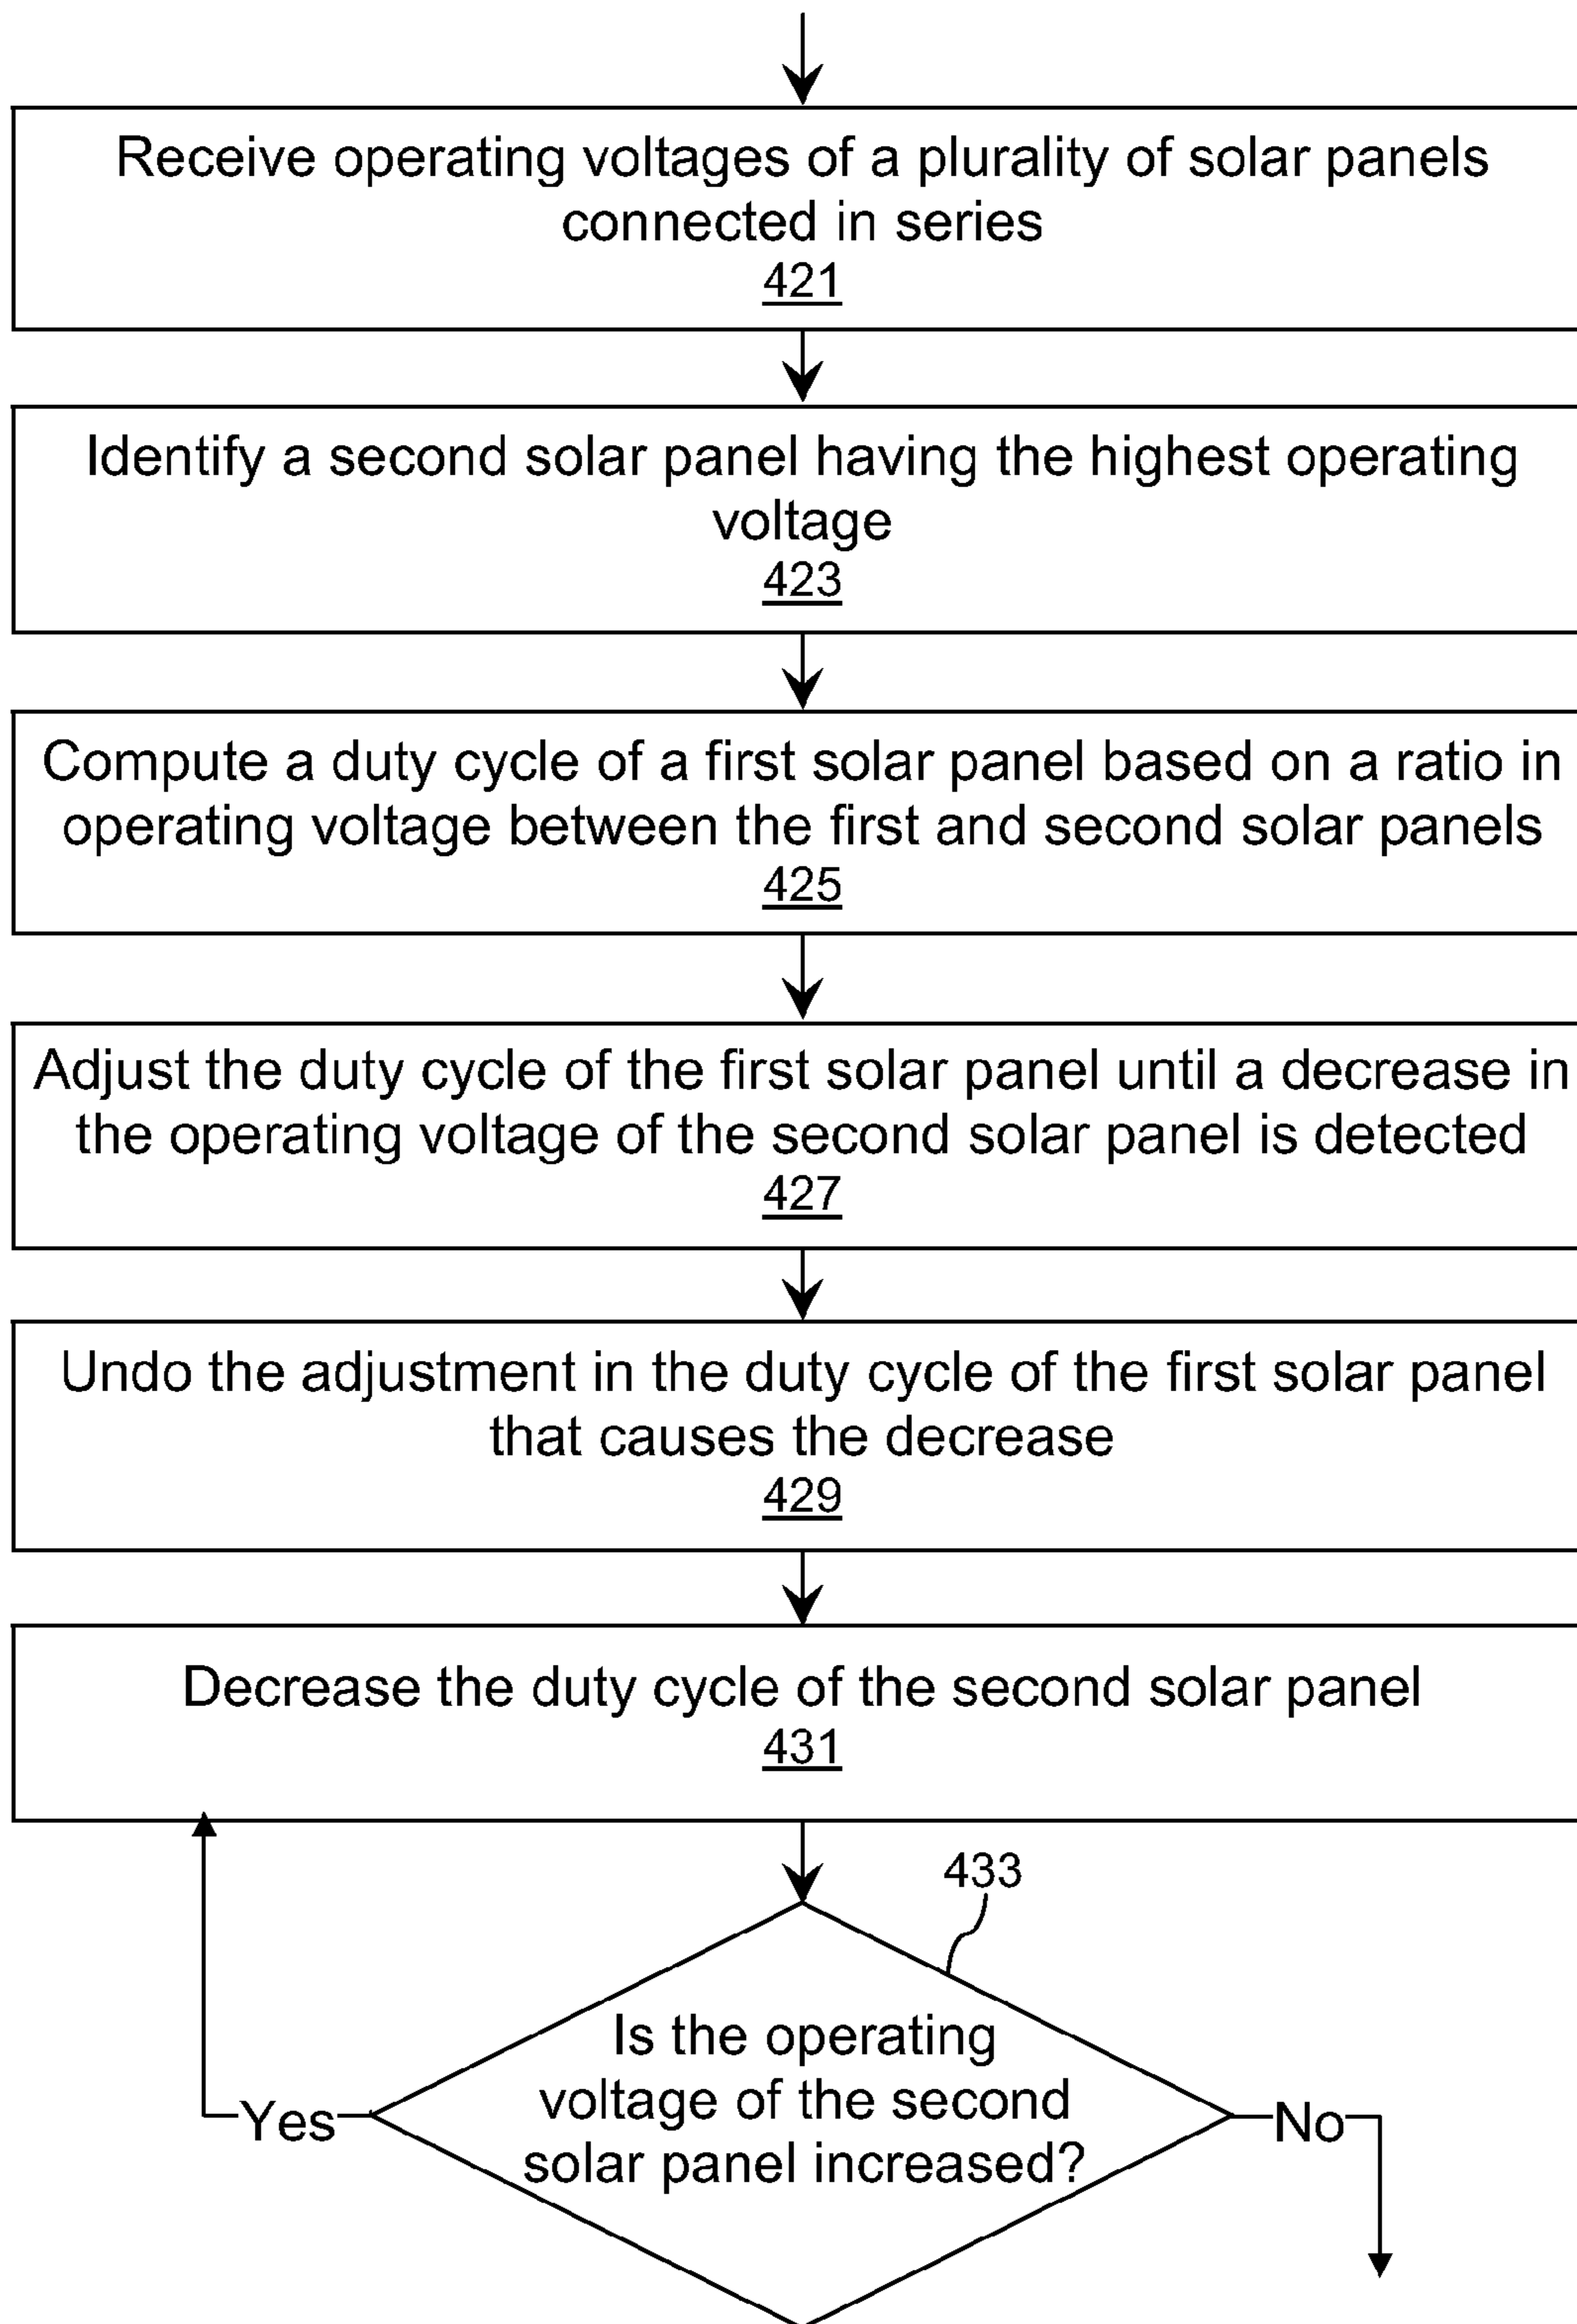 Receive operating voltages of a plurality of solar panels
connected in series
421
Identify a second solar panel having the highest operating
voltage
423
Compute a duty cycle of a first solar panel based on a ratio in
operating voltage between the first and second solar panels
425
Adjust the duty cycle of the first solar panel until a decrease in
the operating voltage of the second solar panel is detected
427
Undo the adjustment in the duty cycle of the first solar panel
that causes the decrease
429
Decrease the duty cycle of the second solar panel
431
433
Is the operating
voltage of the second
solar panel increased?
Yes
No